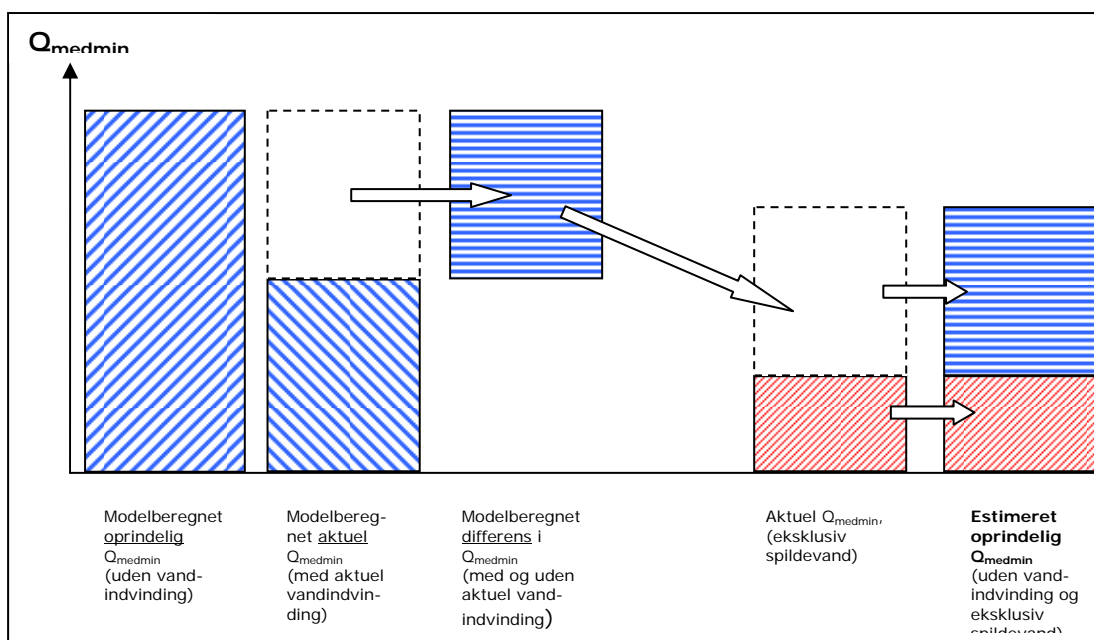 Qmedmin
Modelberegnet
oprindelig
Qmedmin
(uden vand-
indvinding)
Modelbereg-
net aktuel
Qmedmin
(med aktuel
vandindvin-
ding)
Modelberegnet
differens i
Qmedmin
(med og uden
aktuel vand-
indvinding)
Aktuel Qmedmin,
(eksklusiv
spildevand)
Estimeret
oprindelig
Qmedmin
(uden vand-
indvinding og
eksklusiv
spildevand)